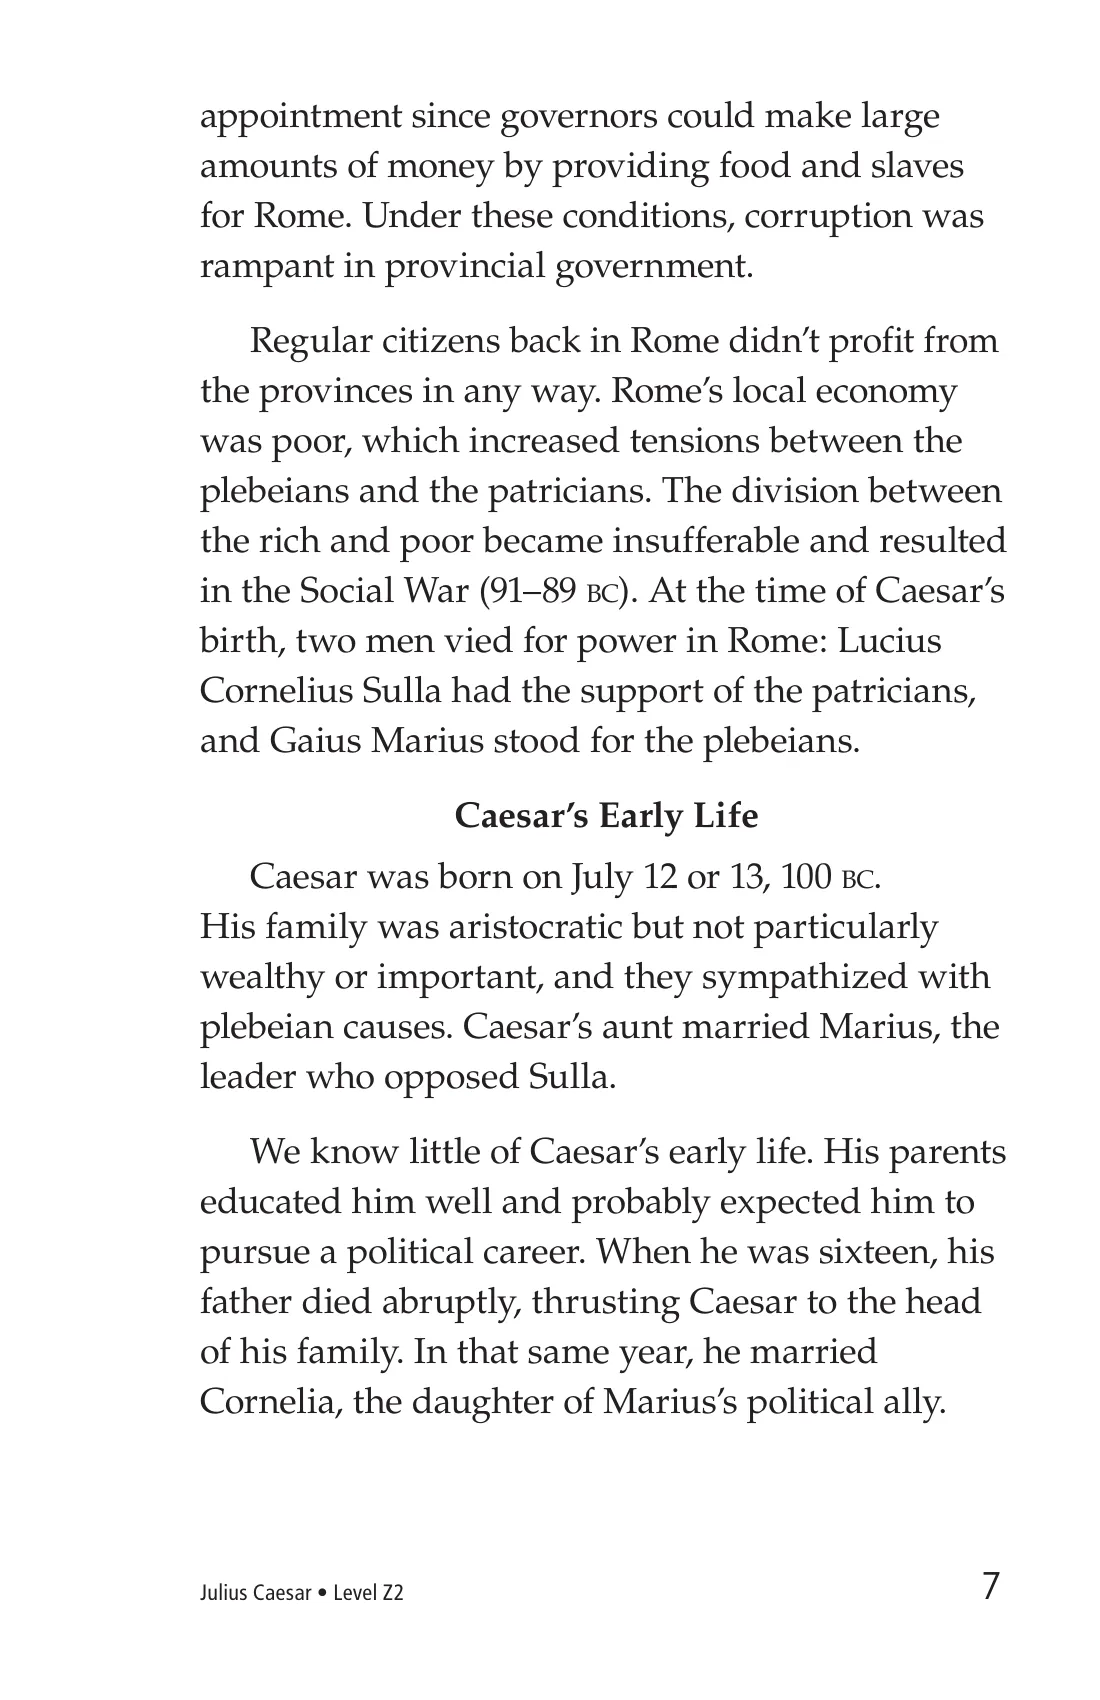 appointment since governors could make large
amounts of money by providing food and slaves
for Rome. Under these conditions, corruption was
rampant in provincial government.
Regular citizens back in Rome didn’t profit from
the provinces in any way. Rome’s local economy
was poor, which increased tensions between the
plebeians and the patricians. The division between
the rich and poor became insufferable and resulted
in the Social War (91–89 BC). At the time of Caesar’s
birth, two men vied for power in Rome: Lucius
Cornelius Sulla had the support of the patricians,
and Gaius Marius stood for the plebeians.
Caesar’s Early Life
Caesar was born on July 12 or 13, 100 BC.
His family was aristocratic but not particularly
wealthy or important, and they sympathized with
plebeian causes. Caesar’s aunt married Marius, the
leader who opposed Sulla.
We know little of Caesar’s early life. His parents
educated him well and probably expected him to
pursue a political career. When he was sixteen, his
father died abruptly, thrusting Caesar to the head
of his family. In that same year, he married
Cornelia, the daughter of Marius’s political ally.
Julius Caesar • Level Z2
7